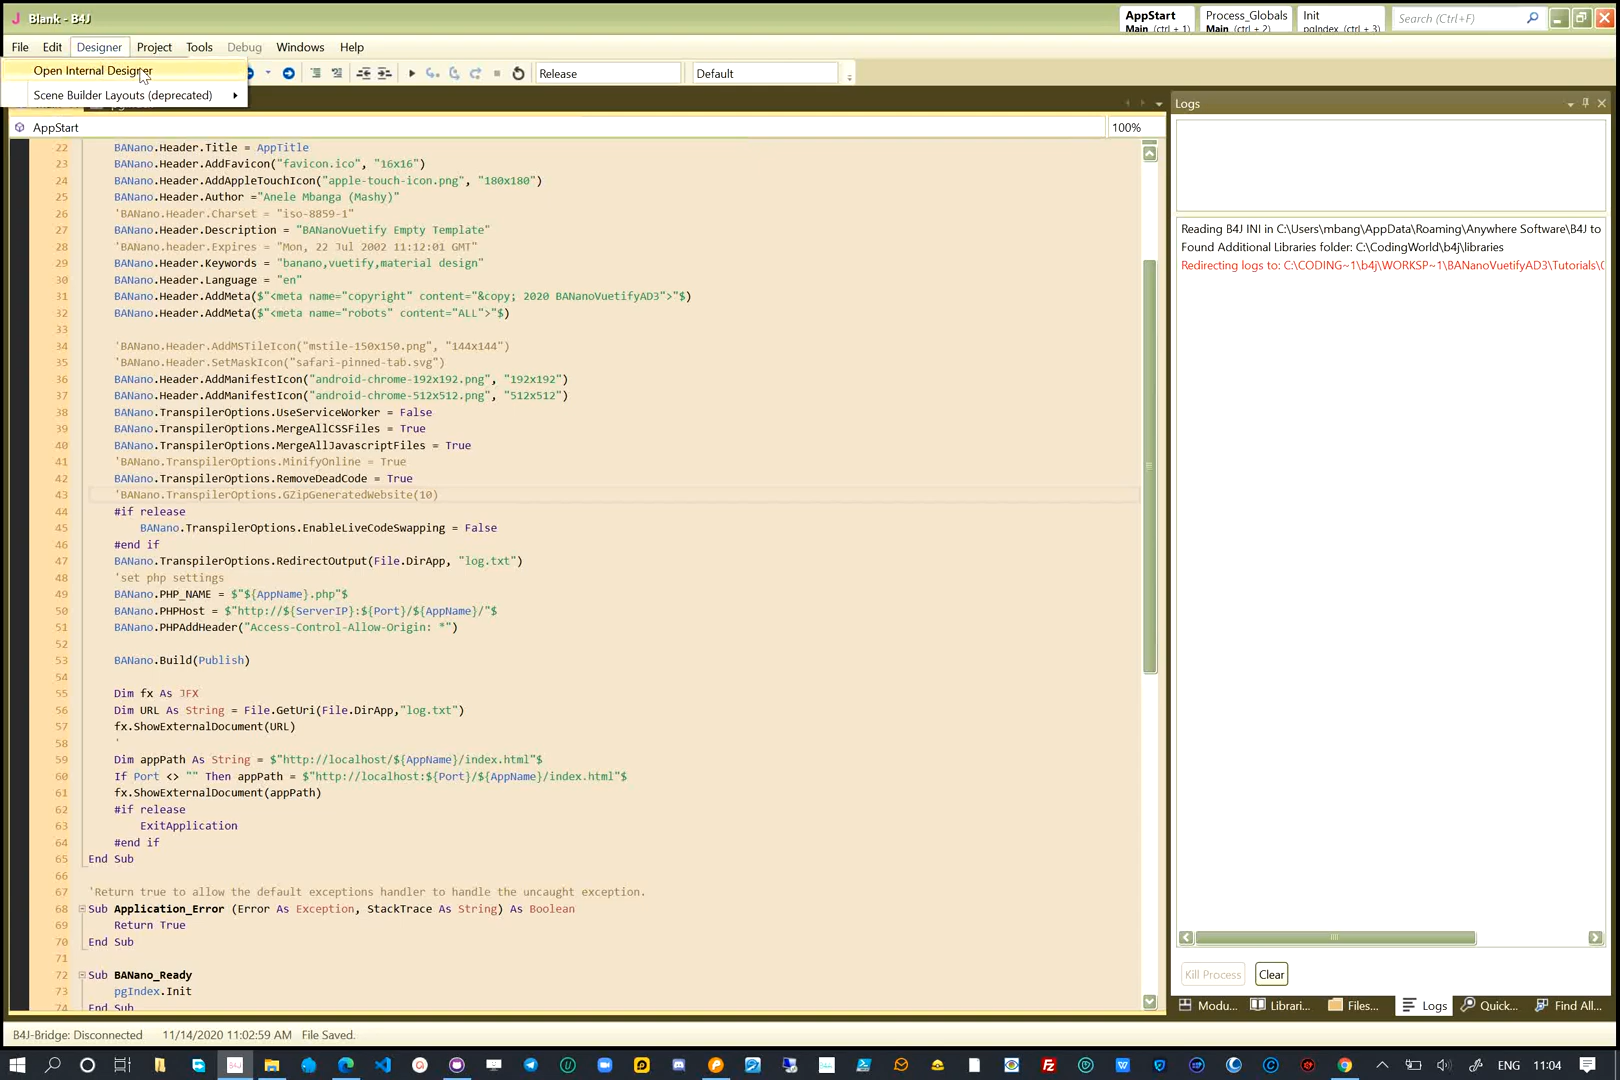 Blank - B4J
AppStart
Main (ctrl + 1)
Process_Globals
Main (ctrl + 2)
Init
pgIndex (ctrl + 3)
Search (Ctrl+F)
File Edit Designer Project Tools Debug Windows Help
Open Internal Designer
Scene Builder Layouts (deprecated)
Release
Default
Logs
AppStart
100%
22 BANano.Header.Title = AppTitle
23 BANano.Header.AddFavicon("favicon.ico", "16x16")
24 BANano.Header.AddAppleTouchIcon("apple-touch-icon.png", "180x180")
25 BANano.Header.Author ="Anele Mbanga (Mashy)"
26 'BANano.Header.Charset = "iso-8859-1"
27 BANano.Header.Description = "BANanoVuetify Empty Template"
28 'BANano.header.Expires = "Mon, 22 Jul 2002 11:12:01 GMT"
29 BANano.Header.Keywords = "banano,vuetify,material design"
30 BANano.Header.Language = "en"
31 BANano.Header.AddMeta($"<meta name="copyright" content="&copy; 2020 BANanoVuetifyAD3">"$)
32 BANano.Header.AddMeta($"<meta name="robots" content="ALL">"$)
33
34 'BANano.Header.AddMSTileIcon("mstile-150x150.png", "144x144")
35 'BANano.Header.SetMaskIcon("safari-pinned-tab.svg")
36 BANano.Header.AddManifestIcon("android-chrome-192x192.png", "192x192")
37 BANano.Header.AddManifestIcon("android-chrome-512x512.png", "512x512")
38 BANano.TranspilerOptions.UseServiceWorker = False
39 BANano.TranspilerOptions.MergeAllCSSFiles = True
40 BANano.TranspilerOptions.MergeAllJavascriptFiles = True
41 'BANano.TranspilerOptions.MinifyOnline = True
42 BANano.TranspilerOptions.RemoveDeadCode = True
43 'BANano.TranspilerOptions.GZipGeneratedWebsite(10)
44 #if release
45 BANano.TranspilerOptions.EnableLiveCodeSwapping = False
46 #end if
47 BANano.TranspilerOptions.RedirectOutput(File.DirApp, "log.txt")
48 'set php settings
49 BANano.PHP_NAME = $"${AppName}.php"$
50 BANano.PHPHost = $"http://${ServerIP}:${Port}/${AppName}/"$
51 BANano.PHPAddHeader("Access-Control-Allow-Origin: *")
52
53 BANano.Build(Publish)
54
55 Dim fx As JFX
56 Dim URL As String = File.GetUri(File.DirApp,"log.txt")
57 fx.ShowExternalDocument(URL)
58 '
59 Dim appPath As String = $"http://localhost/${AppName}/index.html"$
60 If Port <> "" Then appPath = $"http://localhost:${Port}/${AppName}/index.html"$
61 fx.ShowExternalDocument(appPath)
62 #if release
63 ExitApplication
64 #end if
65 End Sub
66
67 'Return true to allow the default exceptions handler to handle the uncaught exception.
68 Sub Application_Error (Error As Exception, StackTrace As String) As Boolean
69 Return True
70 End Sub
71
72 Sub BANano_Ready
73 pgIndex.Init
74 End Sub
Reading B4J INI in C:\Users\mbang\AppData\Roaming\Anywhere Software\B4J to
Found Additional Libraries folder: C:\CodingWorld\b4j\libraries
Redirecting logs to: C:\CODING~1\b4j\WORKSP~1\BANanoVuetifyAD3\Tutorials\
Kill Process Clear
Modu... Librari... Files... Logs Quick... Find All...
B4J-Bridge: Disconnected 11/14/2020 11:02:59 AM File Saved.
ENG 11:04